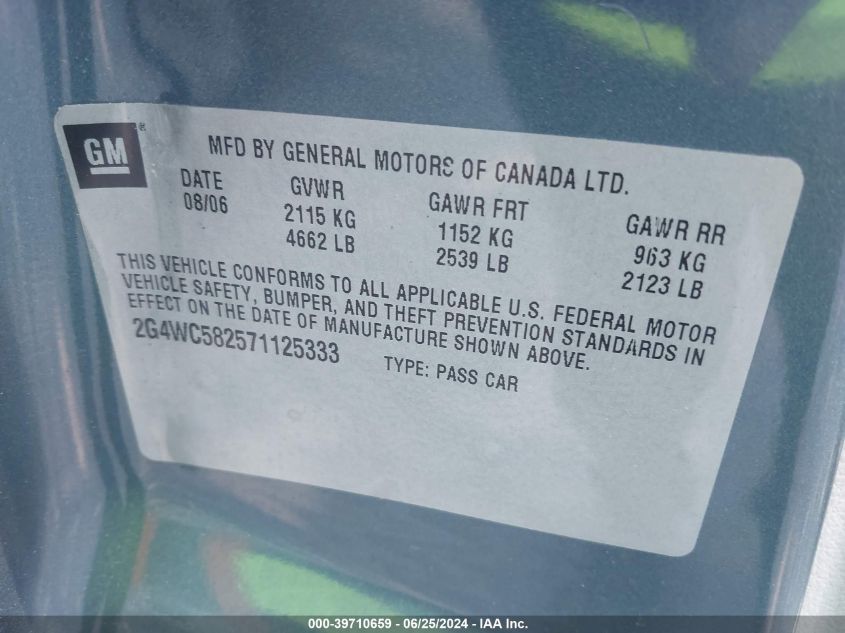 GM
MFD BY GENERAL MOTORS OF CANADA LTD.
DATE GVWR GAWR FRT GAWR RR
08/06 2115 KG 1152 KG 963 KG
4662 LB 2539 LB 2123 LB
THIS VEHICLE CONFORMS TO ALL APPLICABLE U.S. FEDERAL MOTOR
VEHICLE SAFETY, BUMPER, AND THEFT PREVENTION STANDARDS IN
EFFECT ON THE DATE OF MANUFACTURE SHOWN ABOVE.
2G4WC582571125333 TYPE: PASS CAR
000-39710659 - 06/25/2024 - IAA Inc.